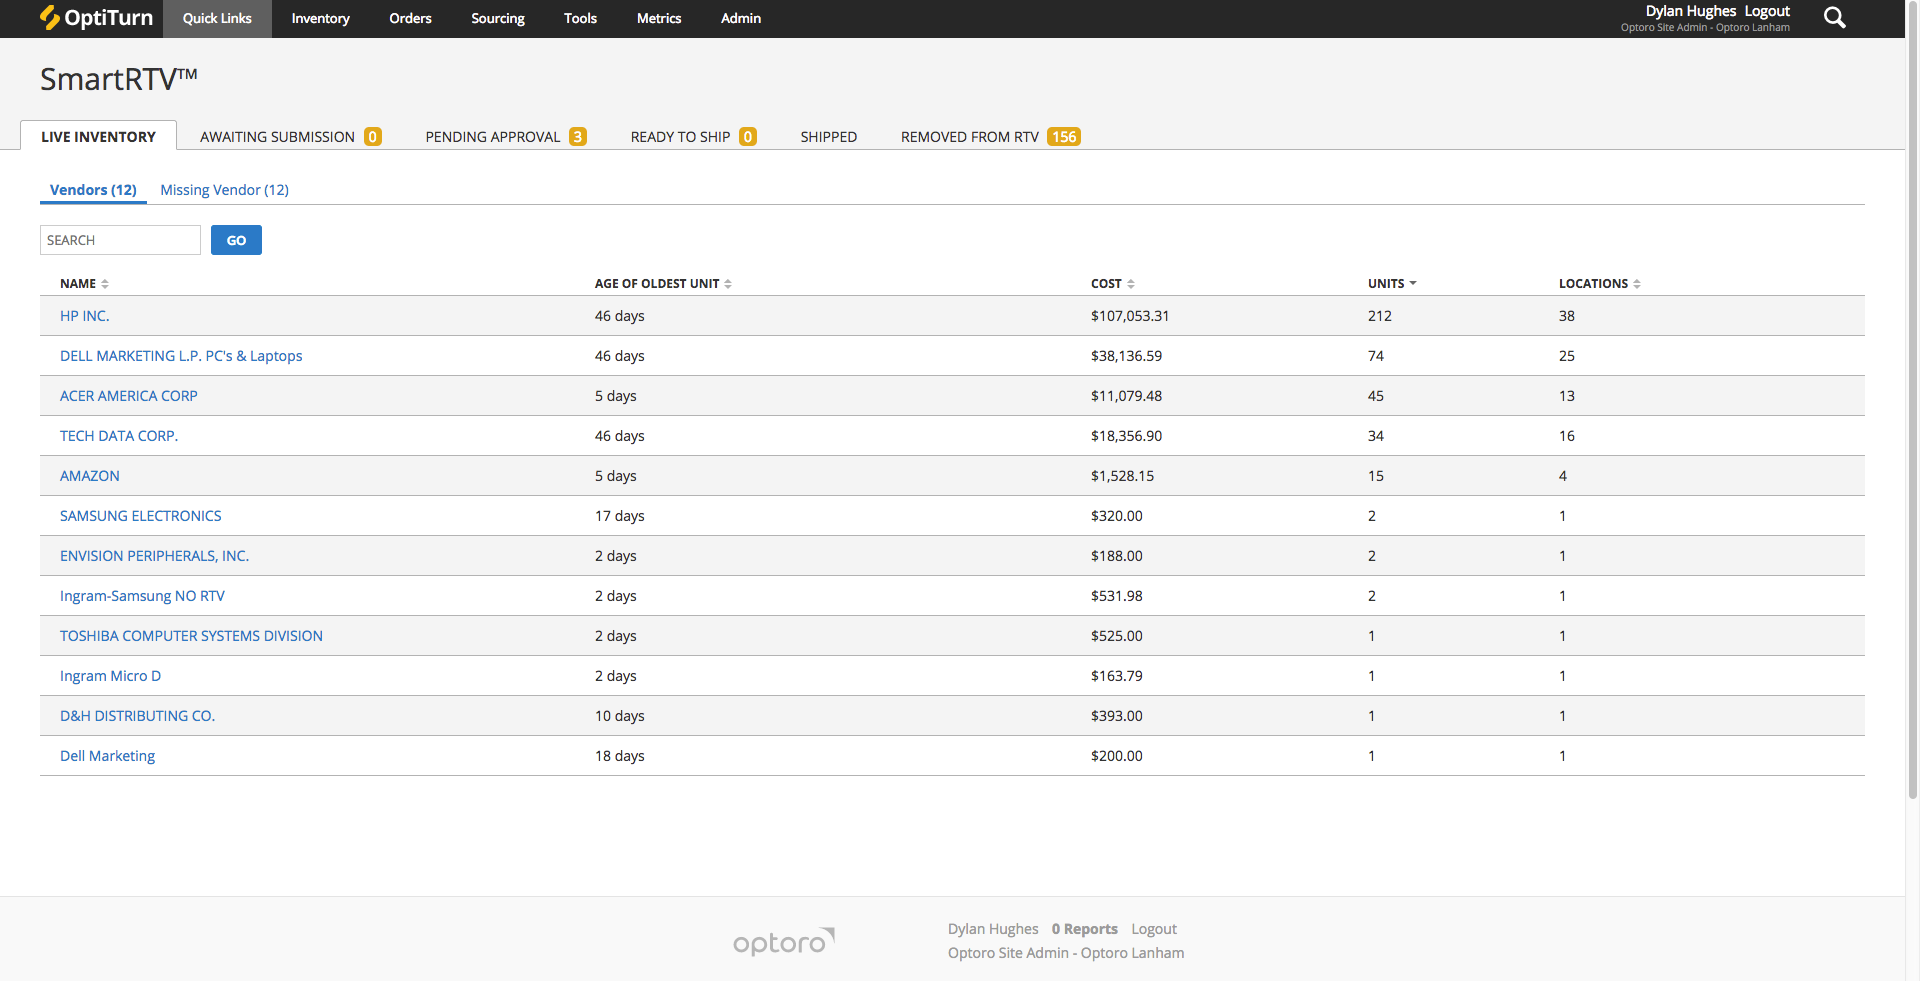 OptiTurn Quick Links Inventory Orders Sourcing Tools Metrics Admin Dylan Hughes Logout
Optoro Site Admin - Optoro Lanham
SmartRTV™
LIVE INVENTORY AWAITING SUBMISSION 0 PENDING APPROVAL 3 READY TO SHIP 0 SHIPPED REMOVED FROM RTV 156
Vendors (12) Missing Vendor (12)
SEARCH GO
NAME AGE OF OLDEST UNIT COST UNITS LOCATIONS
HP INC. 46 days $107,053.31 212 38
DELL MARKETING L.P. PC's & Laptops 46 days $38,136.59 74 25
ACER AMERICA CORP 5 days $11,079.48 45 13
TECH DATA CORP. 46 days $18,356.90 34 16
AMAZON 5 days $1,528.15 15 4
SAMSUNG ELECTRONICS 17 days $320.00 2 1
ENVISION PERIPHERALS, INC. 2 days $188.00 2 1
Ingram-Samsung NO RTV 2 days $531.98 2 1
TOSHIBA COMPUTER SYSTEMS DIVISION 2 days $525.00 1 1
Ingram Micro D 2 days $163.79 1 1
D&H DISTRIBUTING CO. 10 days $393.00 1 1
Dell Marketing 18 days $200.00 1 1
optoro Dylan Hughes 0 Reports Logout
Optoro Site Admin - Optoro Lanham